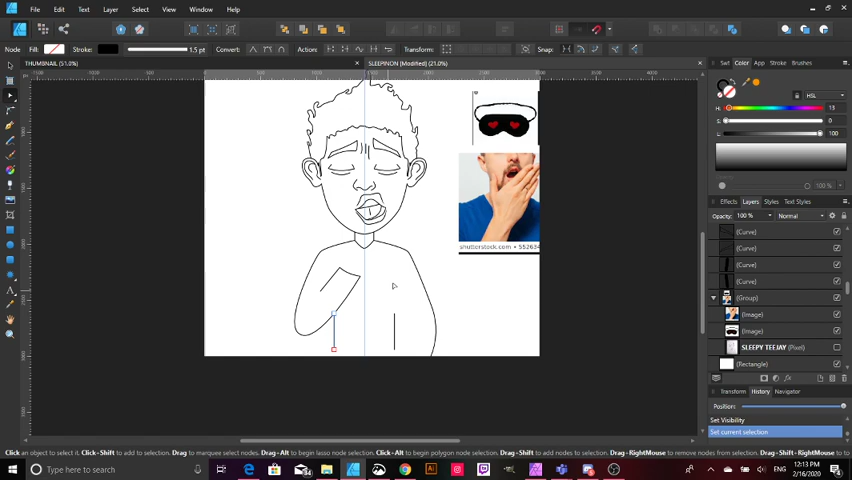 File Edit Text Layer Select View Window Help
Node Fill: Stroke: 1.5 pt Convert: Action: Transform: Snap:
THUMBNAIL (51.0%) × SLEEPINON [Modified] (21.0%) ×
Set Color Stroke Brushes
HSL
H: 13
S: 0
L: 100
100 %
Effects Layers Styles Text Styles
Opacity: 100 % Normal
(Curve)
(Curve)
(Curve)
(Curve)
(Group)
(Image)
(Image)
SLEEPY TEEJAY (Pixel)
(Rectangle)
shutterstock.com • 552634
Transform History Navigator
Position:
Set Visibility
Set current selection
Click an object to select it. Click+Shift to add to selection. Drag to marquee select nodes. Drag+Alt to begin lasso node selection. Click+Alt to begin polygon node selection. Drag+Shift to add nodes to selection. Drag+RightMouse to remove nodes from selection. Drag+Shift+RightM
Type here to search
ENG
12:13 PM
2/16/2020